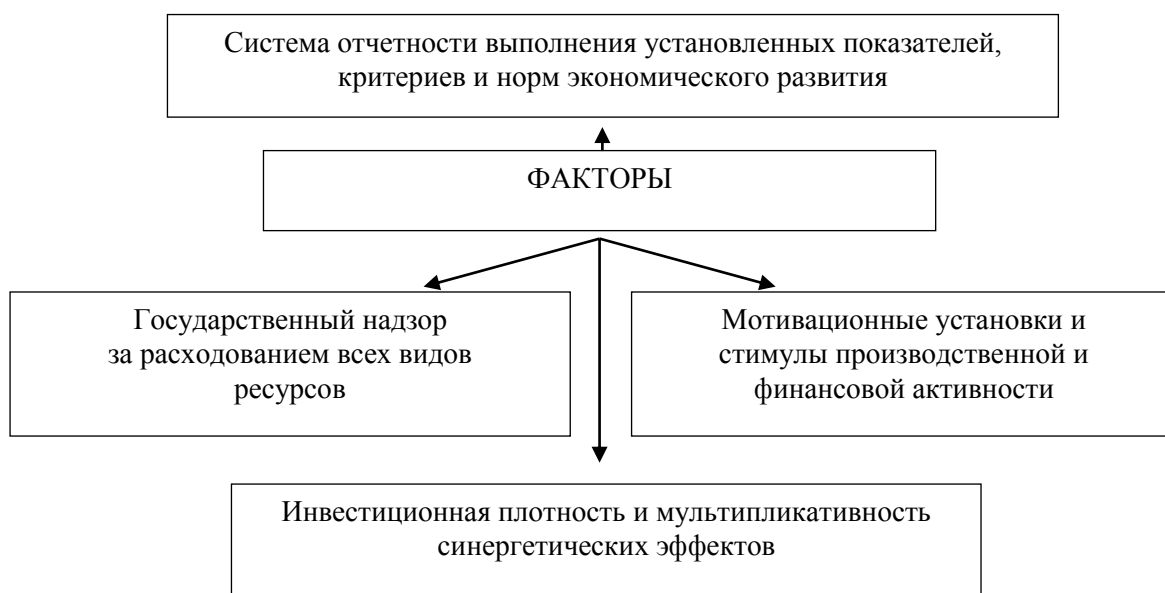 Система отчетности выполнения установленных показателей,
критериев и норм экономического развития
ФАКТОРЫ
Государственный надзор
за расходованием всех видов
ресурсов
Мотивационные установки и
стимулы производственной и
финансовой активности
Инвестиционная плотность и мультипликативность
синергетических эффектов